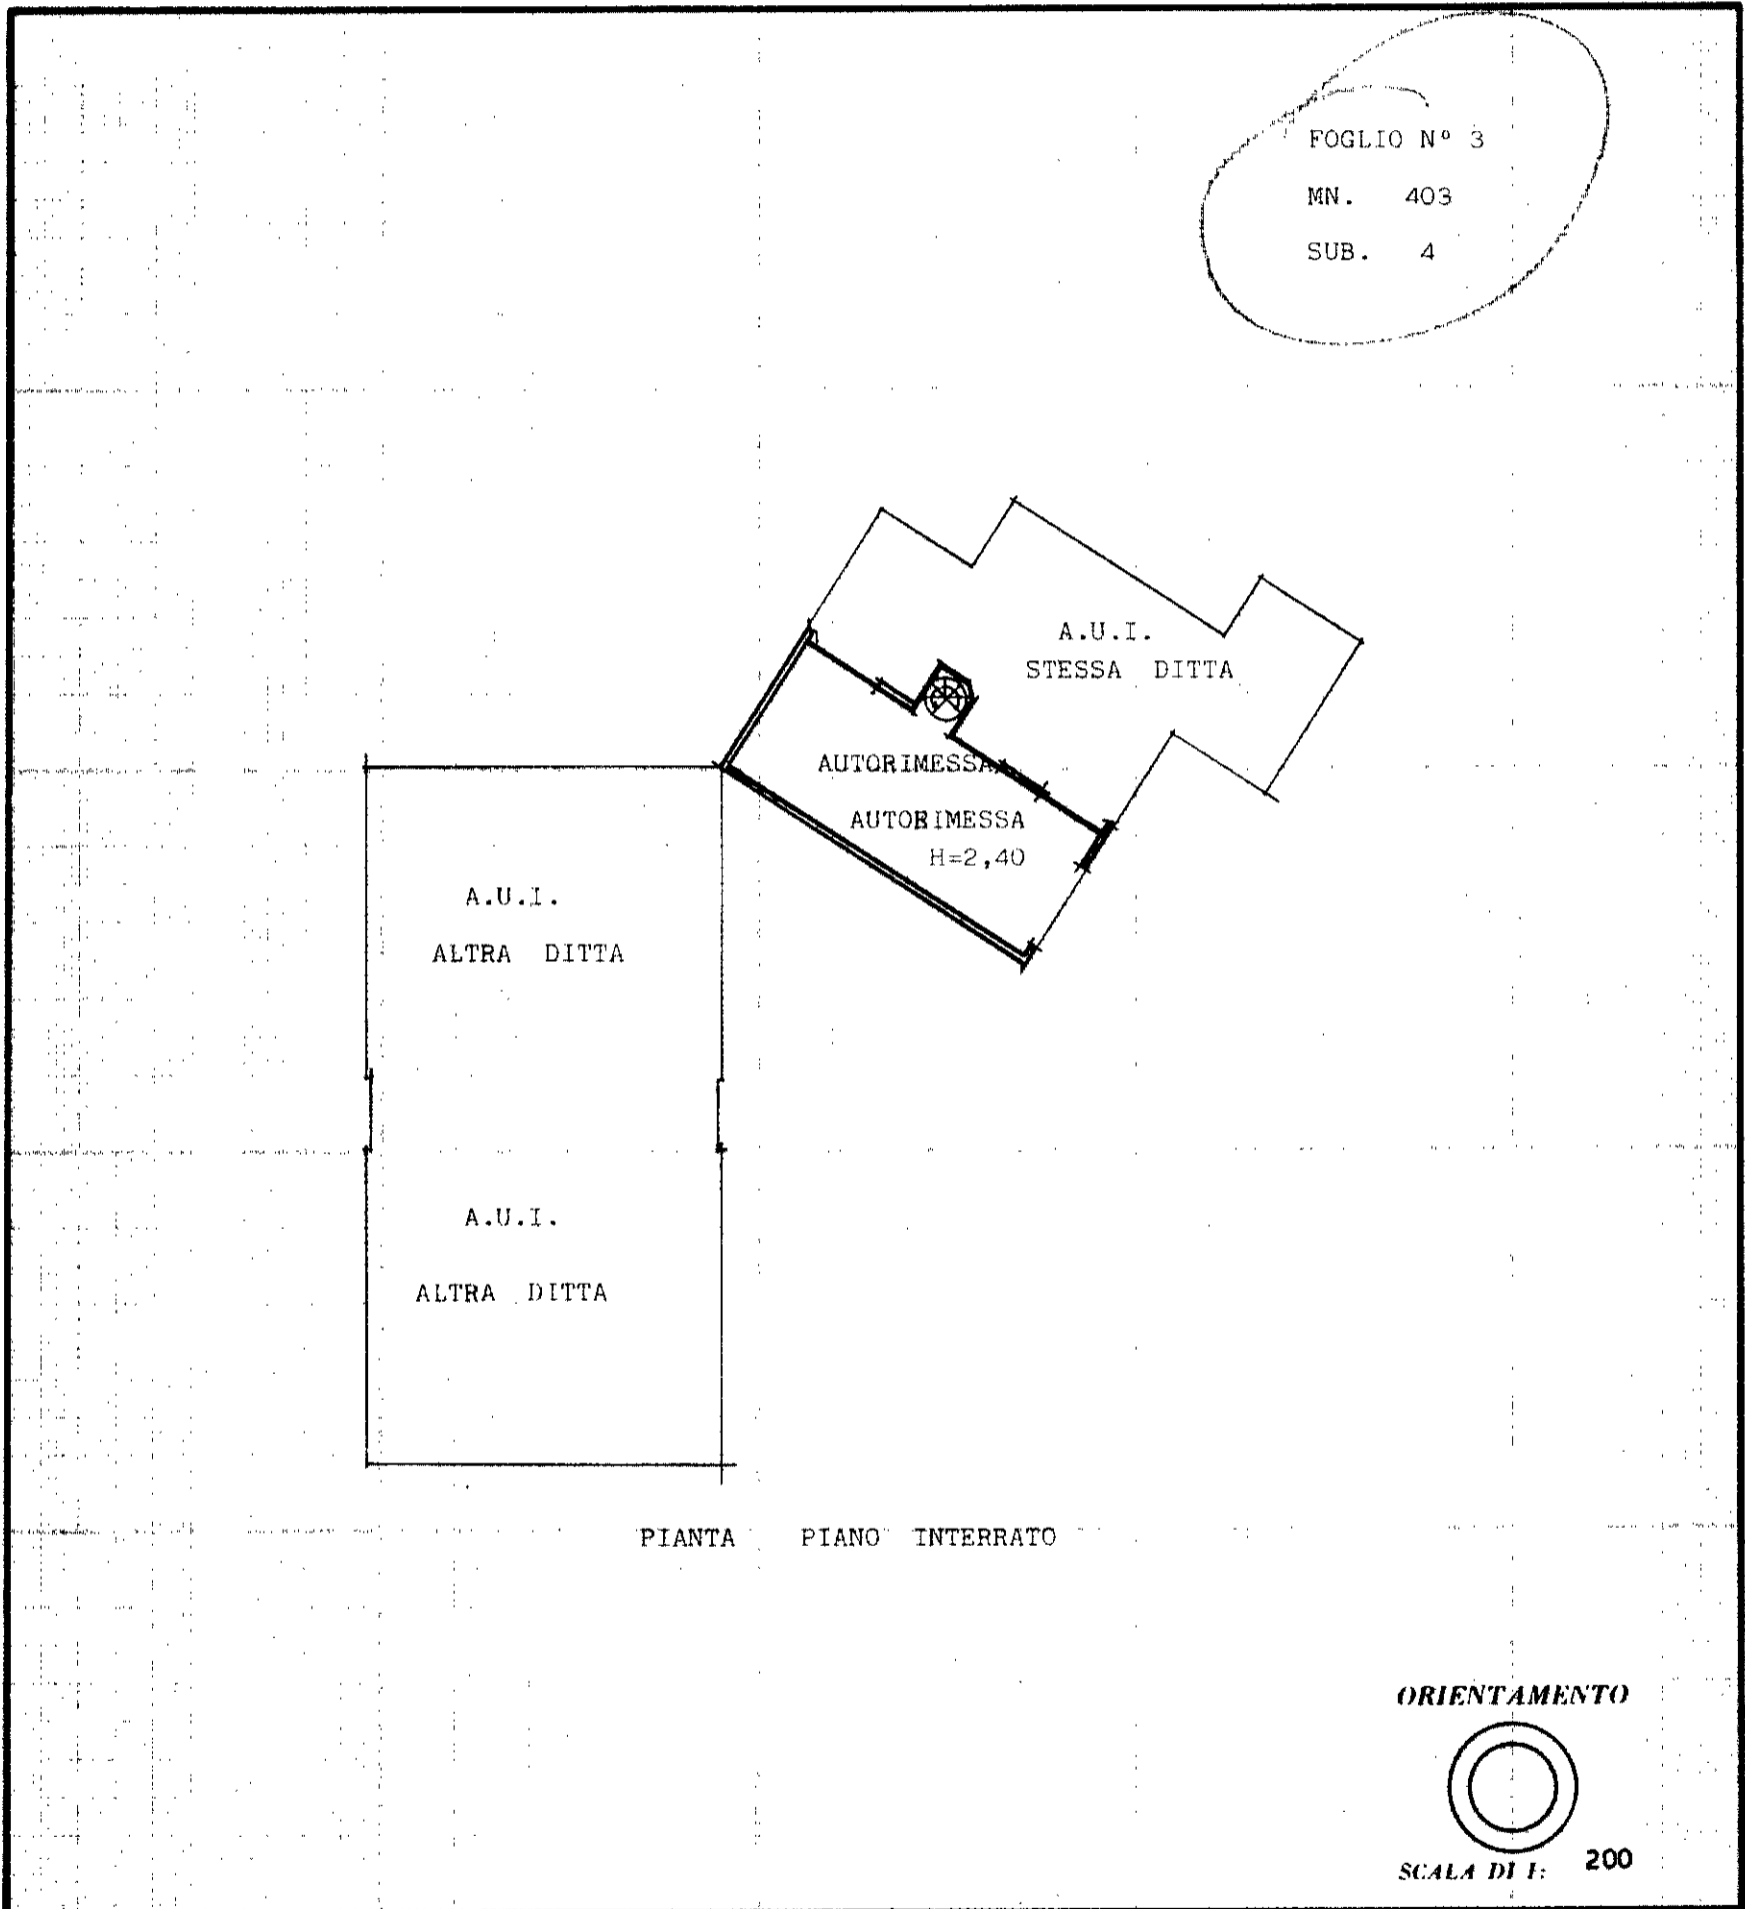 FOGLIO Nº 3
MN. 403
SUB. 4
A.U.I.
STESSA DITTA
AUTORIMESSA
AUTORIMESSA
H=2,40
A.U.I.
ALTRA DITTA
A.U.I.
ALTRA DITTA
PIANTA PIANO INTERRATO
ORIENTAMENTO
SCALA DI 1: 200